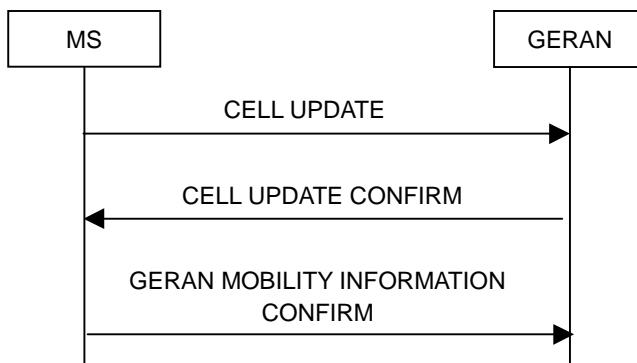 MS
GERAN
CELL UPDATE
CELL UPDATE CONFIRM
GERAN MOBILITY INFORMATION
CONFIRM